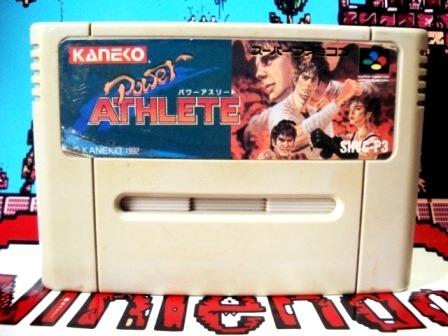 KANEKO
スーパーファミコン
Power
パワーアスリート
ATHLETE
© KANEKO 1992
SHVC-P3
Nintendo